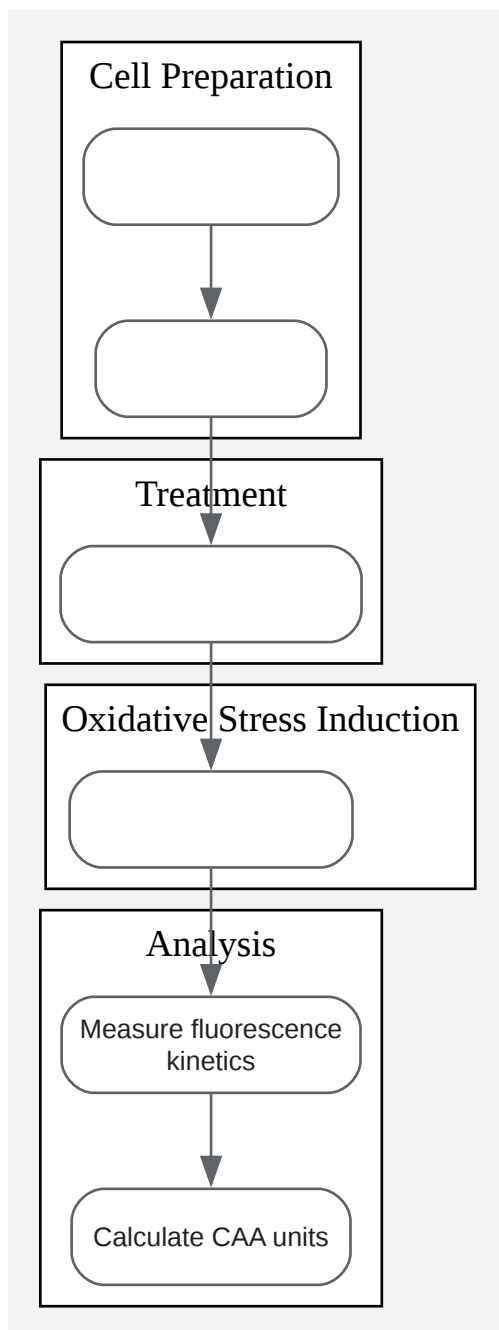 Cell Preparation
Treatment
Oxidative Stress Induction
Analysis
Measure fluorescence
kinetics
Calculate CAA units